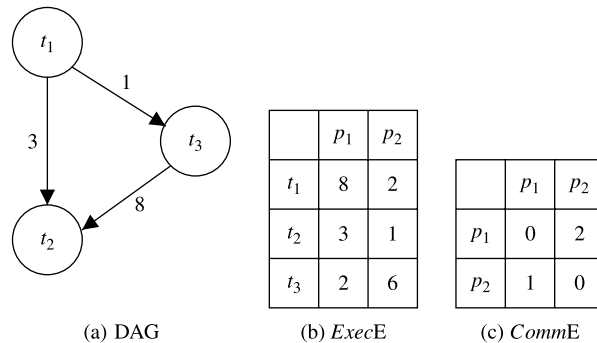 t1
1
3
t3
8
t2
p1 p2
t1 8 2
t2 3 1
t3 2 6
p1 p2
p1 0 2
p2 1 0
(a) DAG
(b) ExecE
(c) CommE